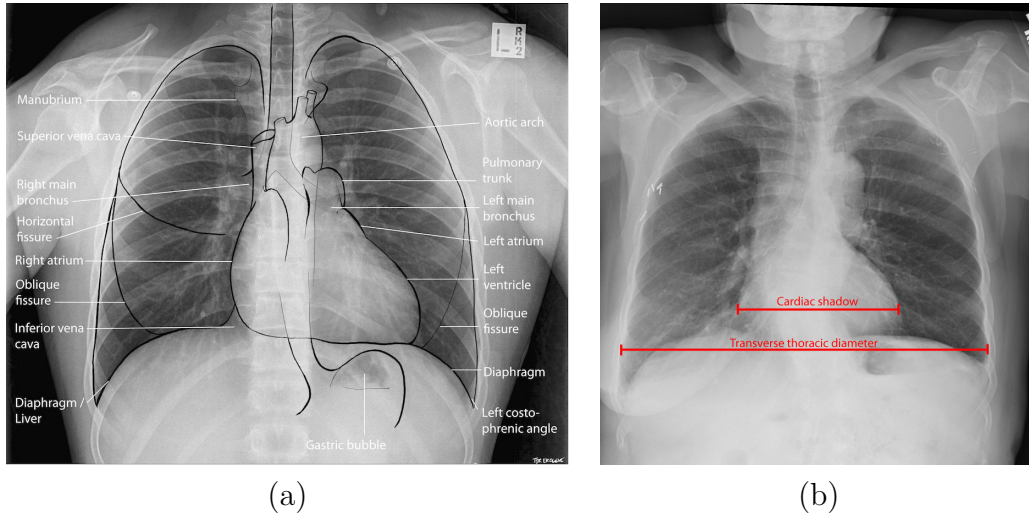 L
RM2
Manubrium
Superior vena cava
Right main
bronchus
Horizontal
fissure
Right atrium
Oblique
fissure
Inferior vena
cava
Diaphragm /
Liver
Aortic arch
Pulmonary
trunk
Left main
bronchus
Left atrium
Left
ventricle
Oblique
fissure
Diaphragm
Left costo-
phrenic angle
Gastric bubble
(a)
Cardiac shadow
Transverse thoracic diameter
(b)